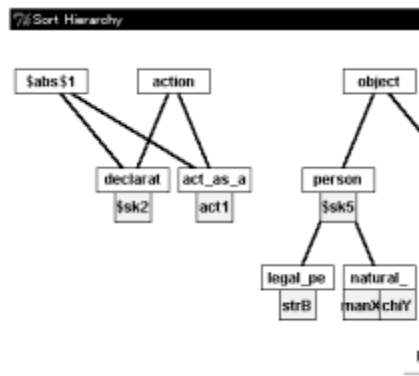 Sort Hierarchy
$abs$1 action object
declarat act_as_a person
$sk2 act1 $sk5
legal_pe natural_
strB manX chiY